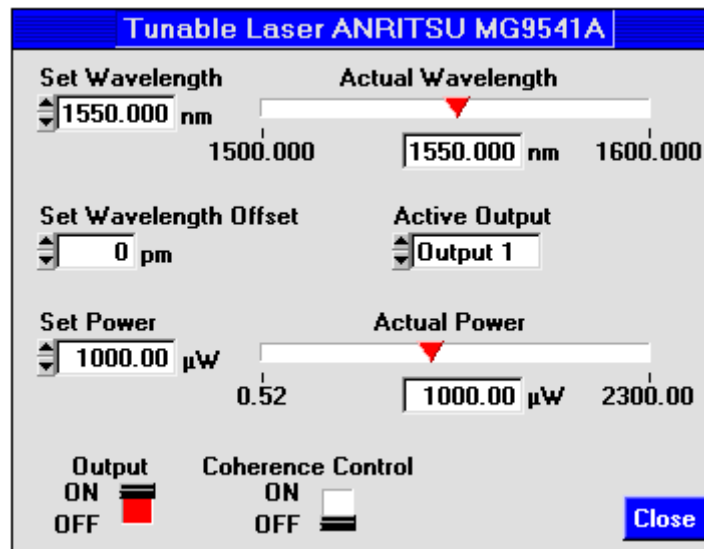 Tunable Laser ANRITSU MG9541A
Set Wavelength
1550.000 nm
Actual Wavelength
1500.000
1550.000 nm
1600.000
Set Wavelength Offset
0 pm
Active Output
Output 1
Set Power
1000.00 µW
Actual Power
0.52
1000.00 µW
2300.00
Output
ON
OFF
Coherence Control
ON
OFF
Close